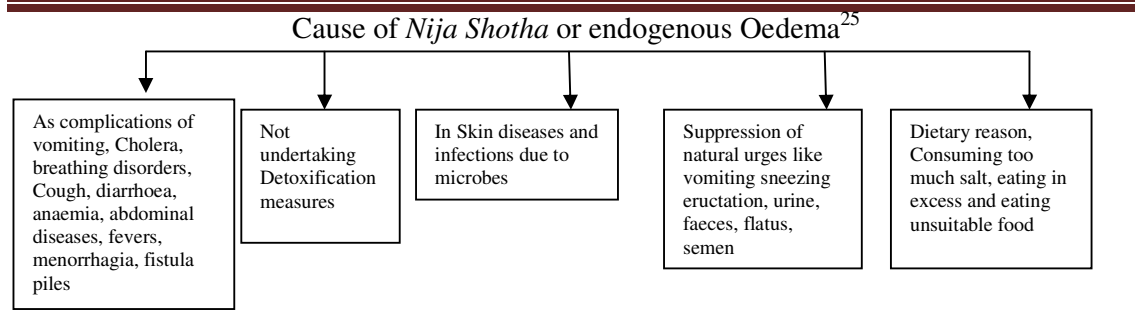 Cause of Nija Shotha or endogenous Oedema25
As complications of
vomiting, Cholera,
breathing disorders,
Cough, diarrhoea,
anaemia, abdominal
diseases, fevers,
menorrhagia, fistula
piles
Not
undertaking
Detoxification
measures
In Skin diseases and
infections due to
microbes
Suppression of
natural urges like
vomiting sneezing
eructation, urine,
faeces, flatus,
semen
Dietary reason,
Consuming too
much salt, eating in
excess and eating
unsuitable food